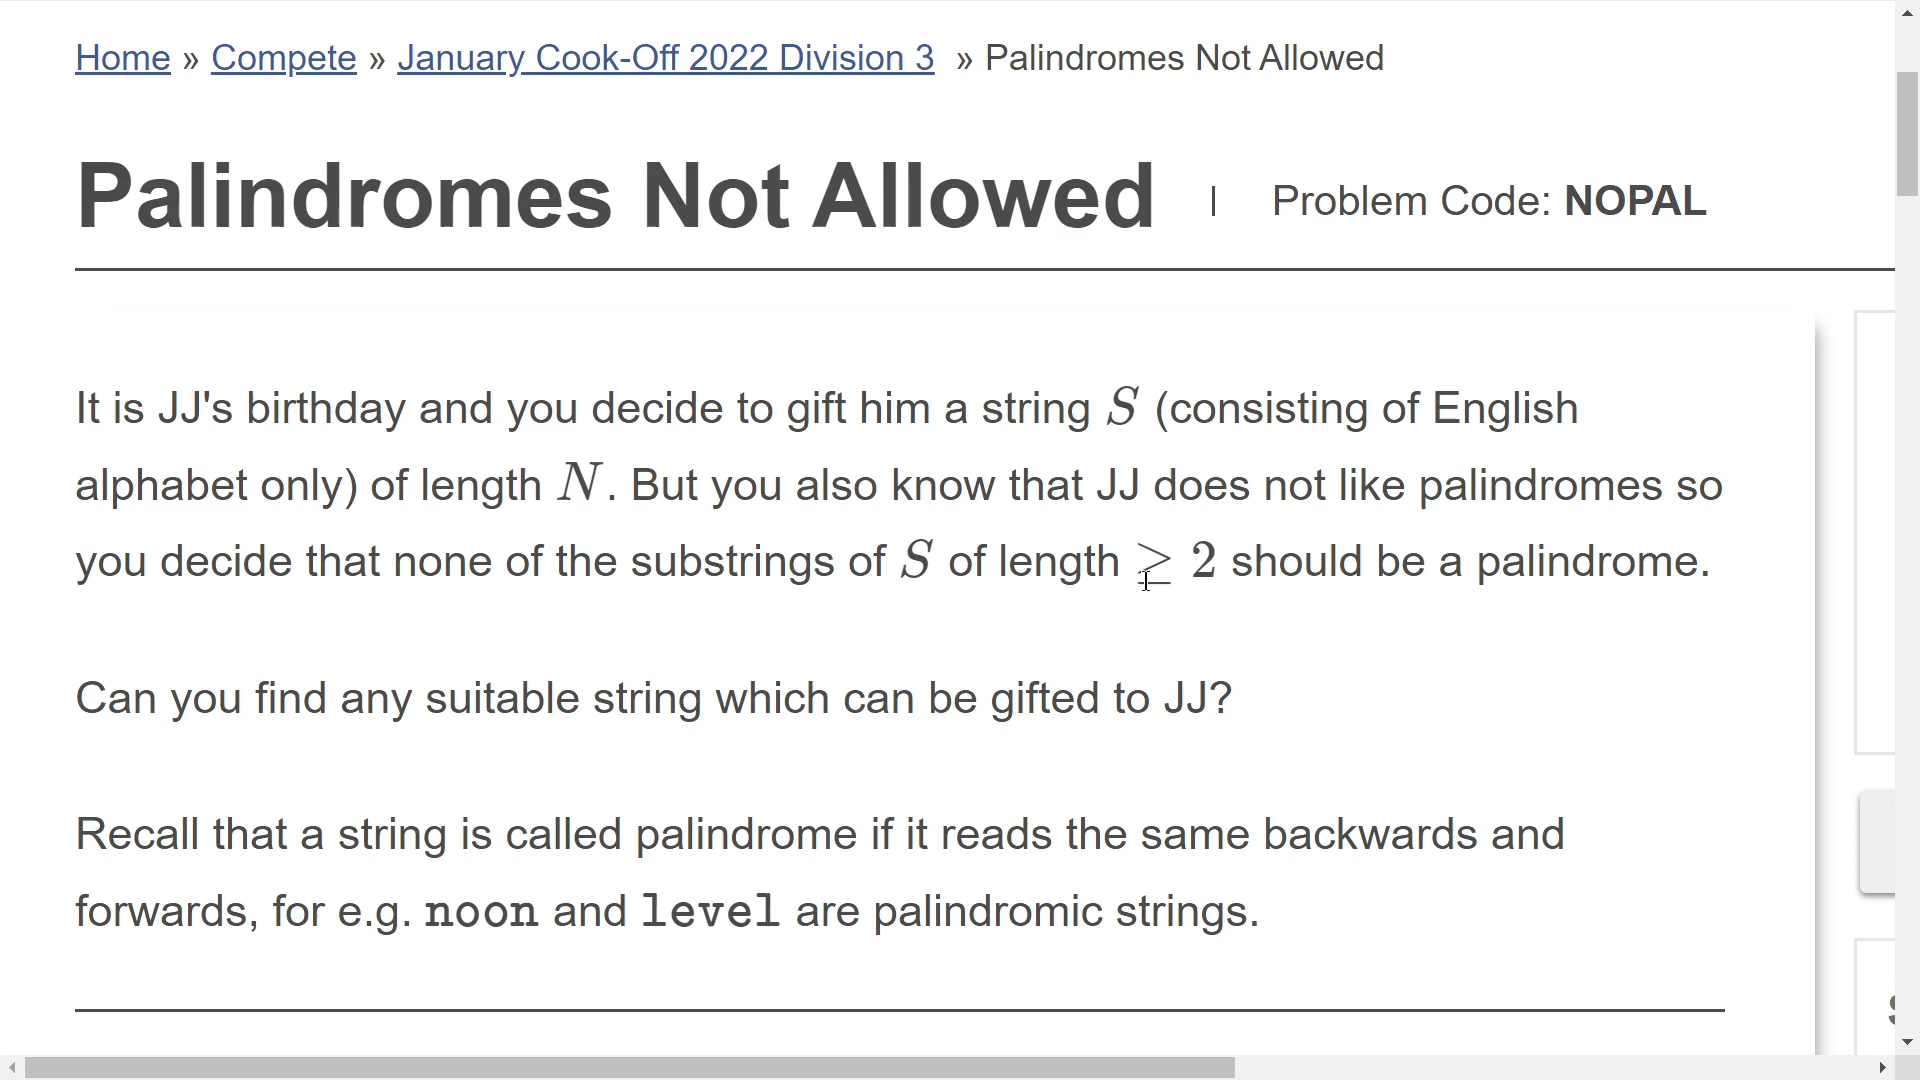 Home » Compete » January Cook-Off 2022 Division 3 » Palindromes Not Allowed
Palindromes Not Allowed | Problem Code: NOPAL
It is JJ's birthday and you decide to gift him a string S (consisting of English
alphabet only) of length N. But you also know that JJ does not like palindromes so
you decide that none of the substrings of S of length ≥ 2 should be a palindrome.
Can you find any suitable string which can be gifted to JJ?
Recall that a string is called palindrome if it reads the same backwards and
forwards, for e.g. noon and level are palindromic strings.